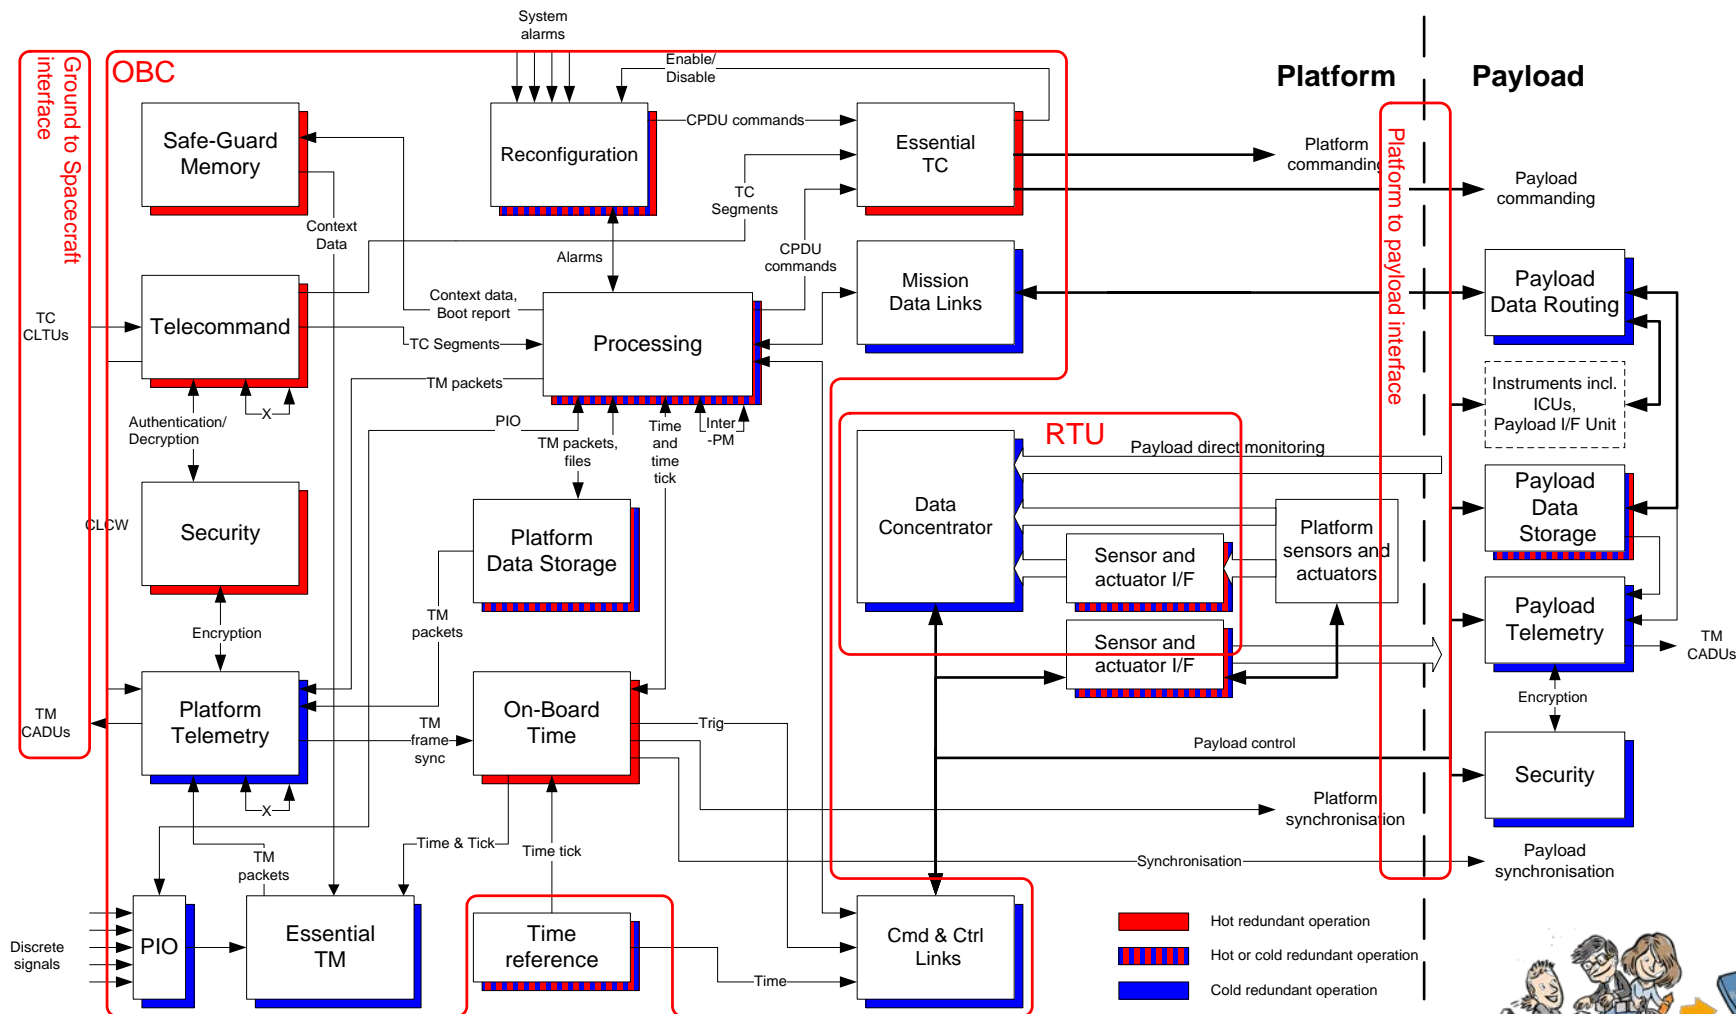 System
alarms
OBC
Ground to Spacecraft
interface
Enable/
Disable
Platform
Payload
Safe-Guard
Memory
Reconfiguration
CPDU commands
Essential
TC
Platform
commanding
Payload
commanding
TC
Segments
Context
Data
Alarms
CPDU
commands
Mission
Data Links
Platform to payload interface
Payload
Data Routing
TC
CLTUs
Telecommand
Context data,
Boot report
TC Segments
Processing
TM packets
X
Authentication/
Decryption
PIO
TM packets,
files
Time
and
time
tick
Inter
-PM
Instruments incl.
ICUs,
Payload I/F Unit
RTU
Payload direct monitoring
CLCW
Security
Platform
Data Storage
Data
Concentrator
Sensor and
actuator I/F
Platform
sensors and
actuators
Payload
Data
Storage
Encryption
TM
packets
Sensor and
actuator I/F
Payload
Telemetry
TM
CADUs
TM
CADUs
Platform
Telemetry
TM
frame
sync
On-Board
Time
Trig
Encryption
Payload control
Security
X
Platform
synchronisation
Time & Tick
Time tick
TM
packets
Synchronisation
Payload
synchronisation
Discrete
signals
PIO
Essential
TM
Time
reference
Time
Cmd & Ctrl
Links
Hot redundant operation
Hot or cold redundant operation
Cold redundant operation